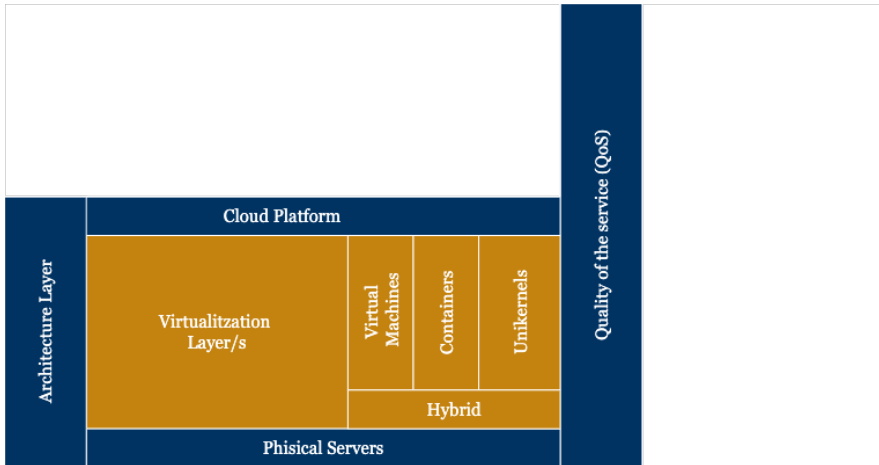 Cloud Platform
Architecture Layer
Virtualitzation
Layer/s
Virtual
Machines
Containers
Unikernels
Hybrid
Phisical Servers
Quality of the service (QoS)